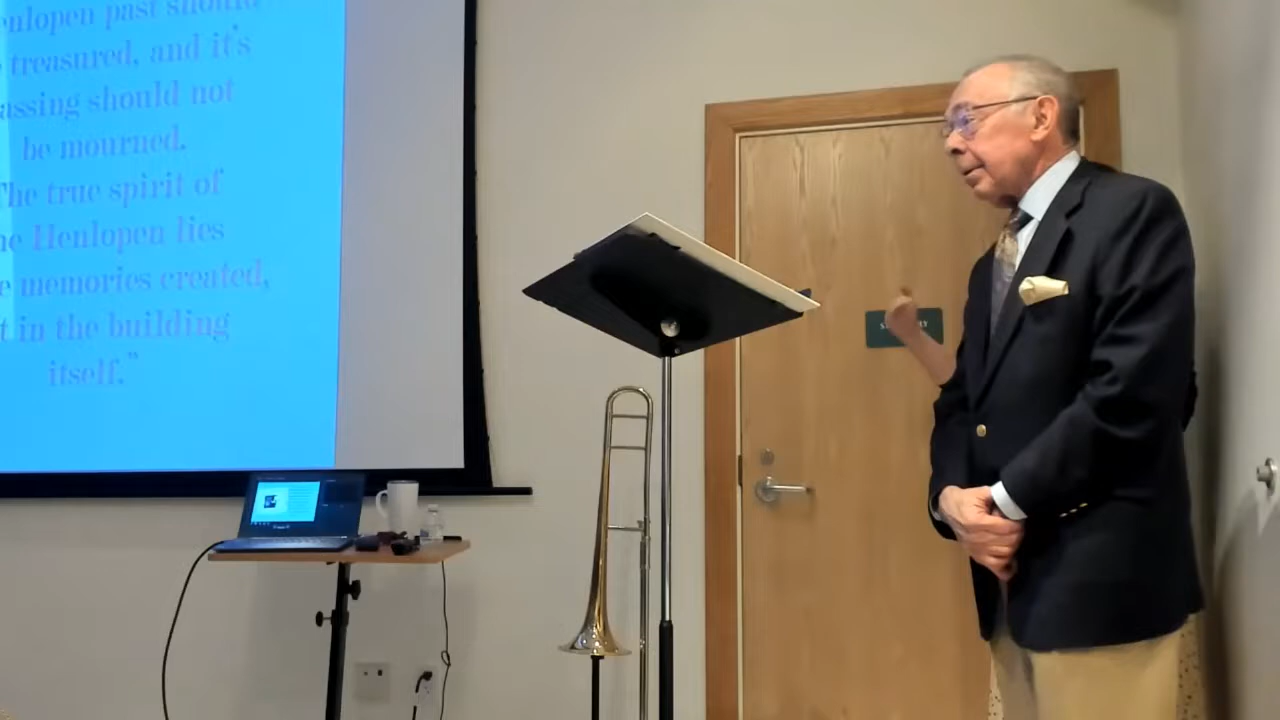 enlopen past should
treasured, and it's
assing should not
be mourned.
The true spirit of
he Henlopen lies
e memories created,
t in the building
itself."